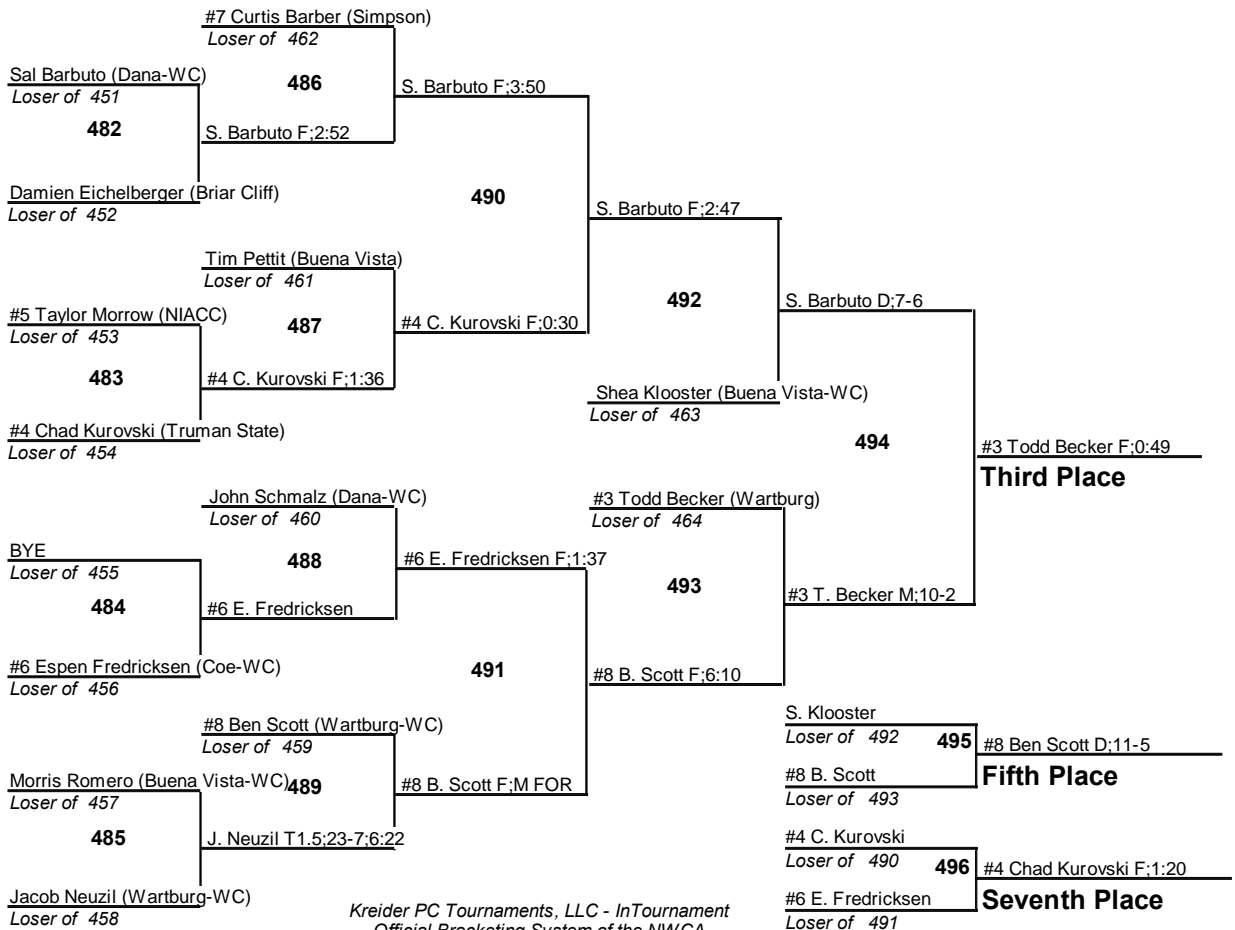 #7 Curtis Barber (Simpson)
Loser of 462
Sal Barbuto (Dana-WC)
Loser of 451
486
S. Barbuto F;3:50
482
S. Barbuto F;2:52
Damien Eichelberger (Briar Cliff)
Loser of 452
490
S. Barbuto F;2:47
Tim Pettit (Buena Vista)
Loser of 461
492
S. Barbuto D;7-6
#5 Taylor Morrow (NIACC)
Loser of 453
487
#4 C. Kurovski F;0:30
483
#4 C. Kurovski F;1:36
Shea Klooster (Buena Vista-WC)
Loser of 463
#4 Chad Kurovski (Truman State)
Loser of 454
494
#3 Todd Becker F;0:49
Third Place
John Schmalz (Dana-WC)
Loser of 460
#3 Todd Becker (Wartburg)
Loser of 464
BYE
Loser of 455
488
#6 E. Fredricksen F;1:37
493
484
#6 E. Fredricksen
#3 T. Becker M;10-2
#6 Espen Fredricksen (Coe-WC)
Loser of 456
491
#8 B. Scott F;6:10
#8 Ben Scott (Wartburg-WC)
Loser of 459
S. Klooster
Loser of 492
495
#8 Ben Scott D;11-5
Fifth Place
Morris Romero (Buena Vista-WC)
Loser of 457
489
#8 B. Scott F;M FOR
#8 B. Scott
Loser of 493
485
J. Neuzil T1.5;23-7;6:22
#4 C. Kurovski
Loser of 490
496
#4 Chad Kurovski F;1:20
Seventh Place
Jacob Neuzil (Wartburg-WC)
Loser of 458
#6 E. Fredricksen
Loser of 491
Kreider PC Tournaments, LLC - InTournament
Official Bracketing System of the NWCA